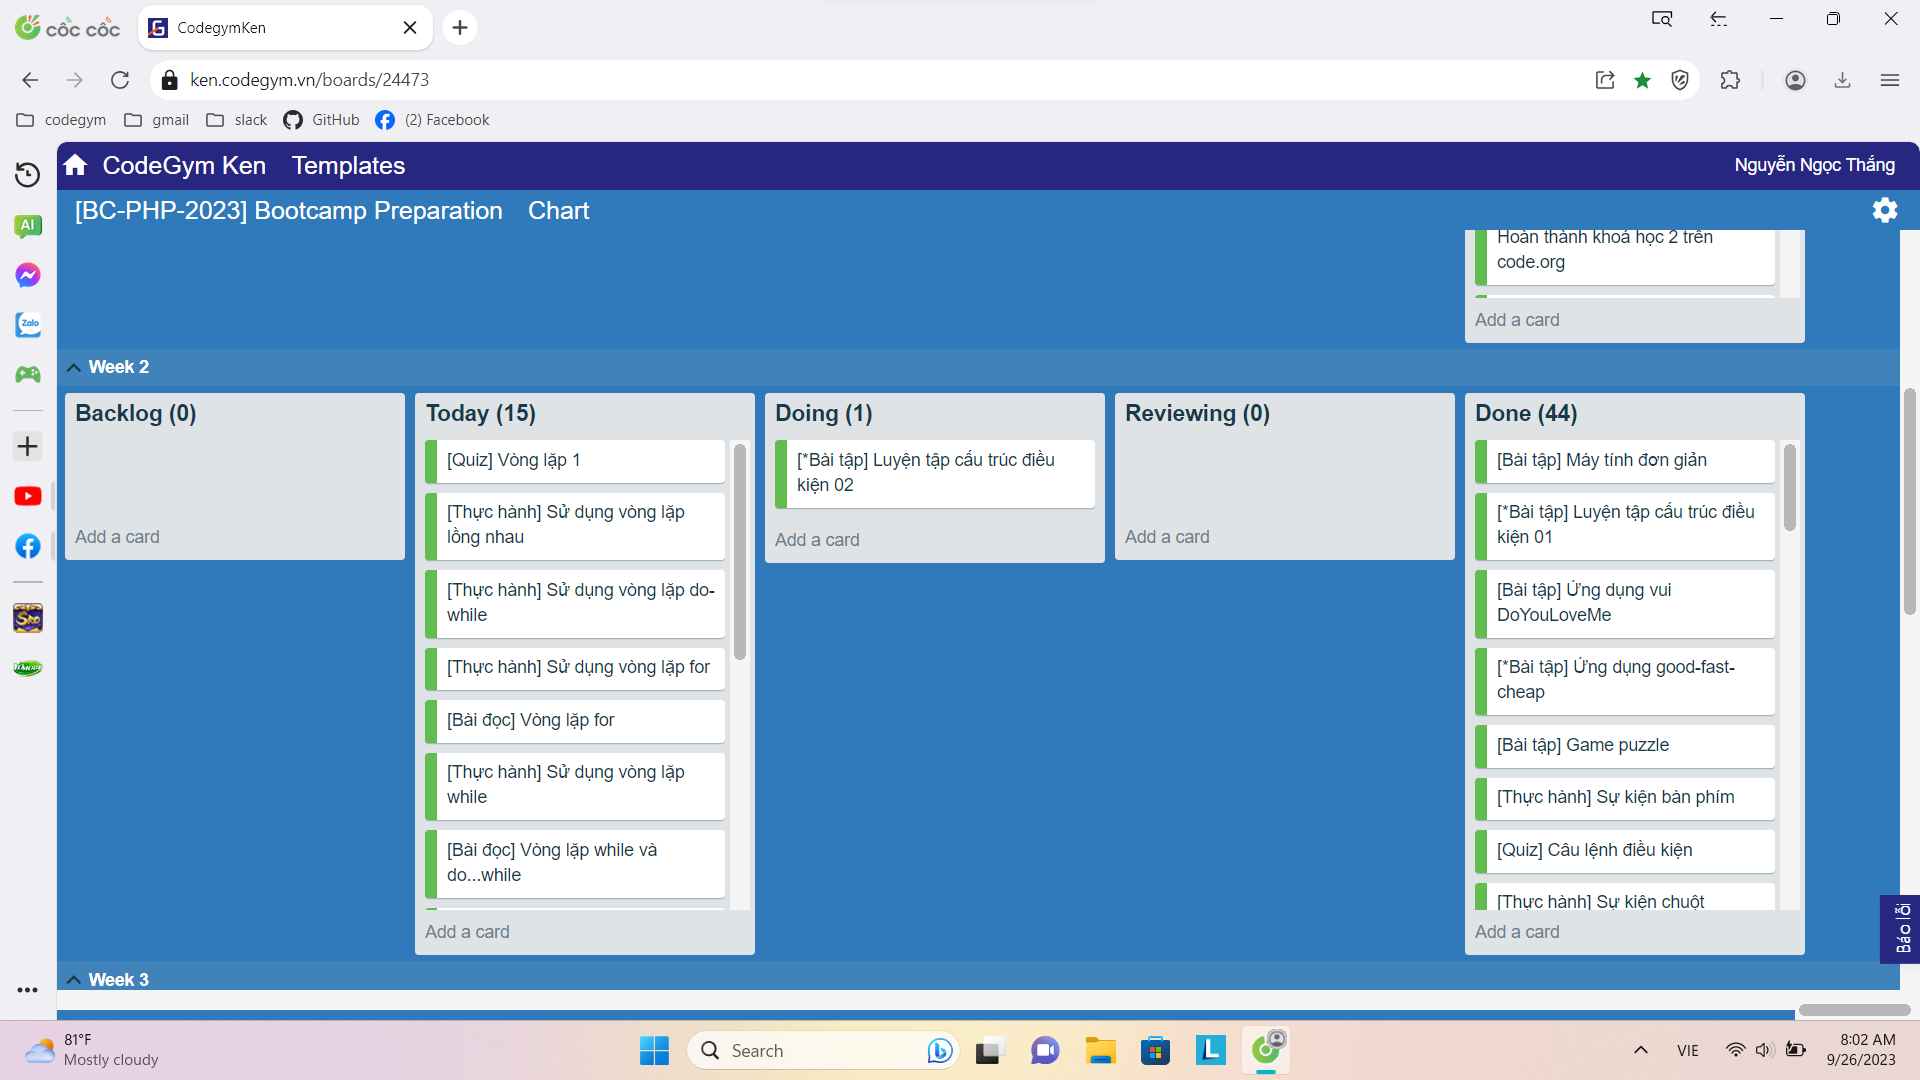 cốc cốc
CodegymKen
ken.codegym.vn/boards/24473
codegym
gmail
slack
GitHub
(2) Facebook
CodeGym Ken
Templates
Nguyễn Ngọc Thắng
[BC-PHP-2023] Bootcamp Preparation
Chart
AI
Zalo
Hoàn thành khoá học 2 trên
code.org
Add a card
Week 2
Backlog (0)
Add a card
Today (15)
[Quiz] Vòng lặp 1
[Thực hành] Sử dụng vòng lặp
lồng nhau
[Thực hành] Sử dụng vòng lặp do-
while
[Thực hành] Sử dụng vòng lặp for
[Bài đọc] Vòng lặp for
[Thực hành] Sử dụng vòng lặp
while
[Bài đọc] Vòng lặp while và
do...while
Add a card
Doing (1)
[*Bài tập] Luyện tập cấu trúc điều
kiện 02
Add a card
Reviewing (0)
Add a card
Done (44)
[Bài tập] Máy tính đơn giản
[*Bài tập] Luyện tập cấu trúc điều
kiện 01
[Bài tập] Ứng dụng vui
DoYouLoveMe
[*Bài tập] Ứng dụng good-fast-
cheap
[Bài tập] Game puzzle
[Thực hành] Sự kiện bàn phím
[Quiz] Câu lệnh điều kiện
[Thực hành] Sự kiện chuột
Add a card
Báo lỗi
Week 3
81°F
Mostly cloudy
Search
VIE
8:02 AM
9/26/2023